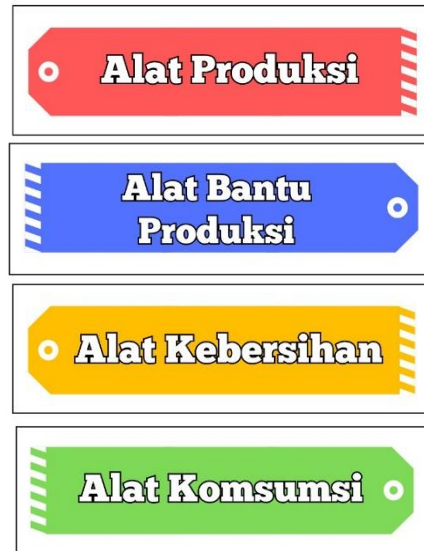 Alat Produksi
Alat Bantu
Produksi
Alat Kebersihan
Alat Komsumsi